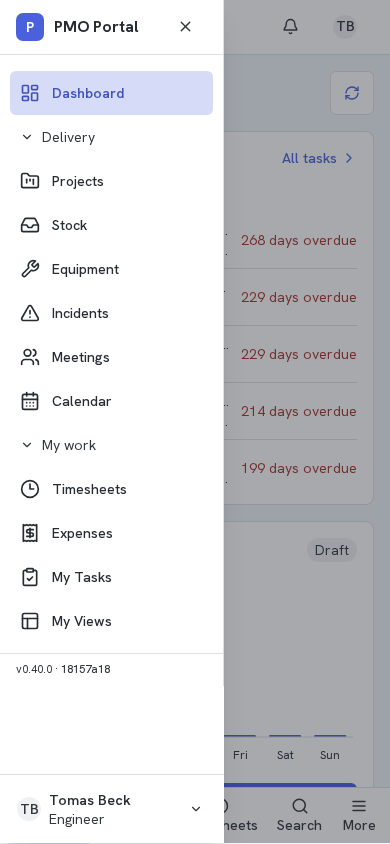 P PMO Portal TB
Dashboard
Delivery
All tasks
Projects
Stock
268 days overdue
Equipment
229 days overdue
Incidents
Meetings
229 days overdue
Calendar
214 days overdue
My work
199 days overdue
Timesheets
Expenses
Draft
My Tasks
My Views
v0.40.0 · 18157a18
Fri Sat Sun
TB Tomas Beck
Engineer
Search More